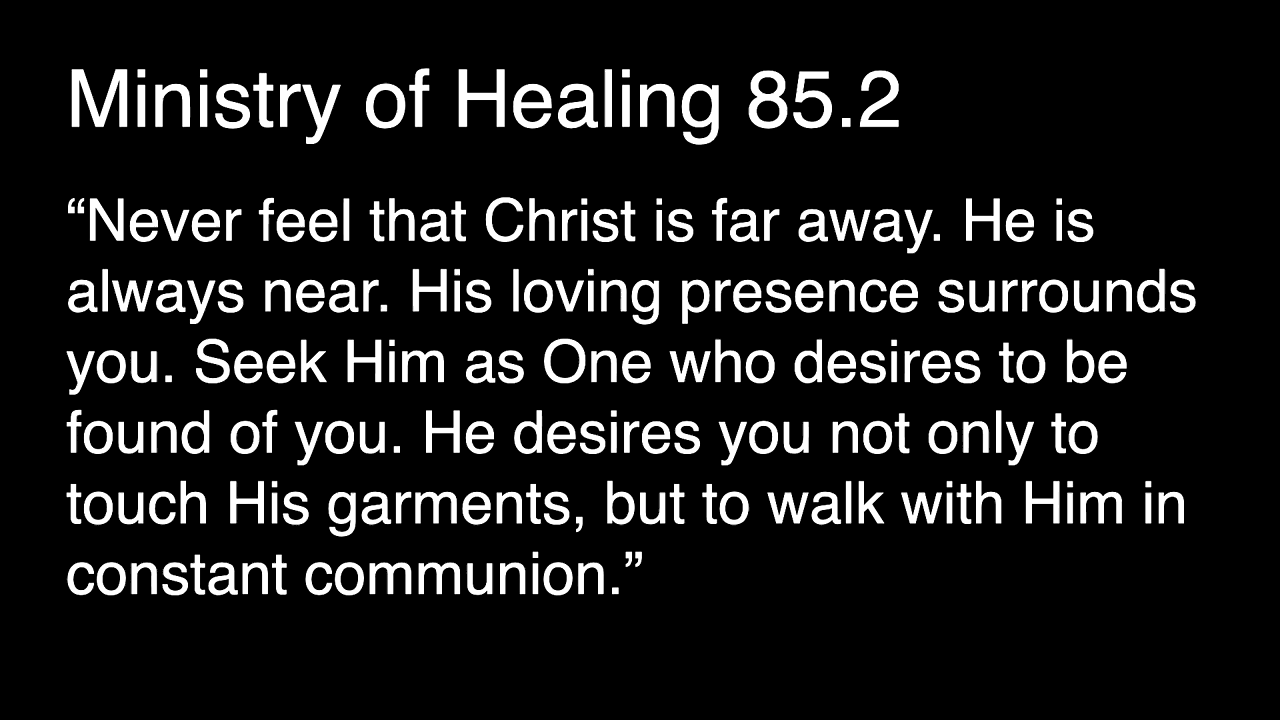 Ministry of Healing 85.2
“Never feel that Christ is far away. He is
always near. His loving presence surrounds
you. Seek Him as One who desires to be
found of you. He desires you not only to
touch His garments, but to walk with Him in
constant communion.”